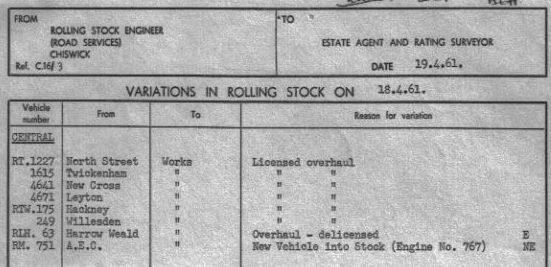 FROM
ROLLING STOCK ENGINEER
(ROAD SERVICES)
CHISWICK
Ref. C.16/ 3
TO
ESTATE AGENT AND RATING SURVEYOR
DATE 19.4.61.
VARIATIONS IN ROLLING STOCK ON 18.4.61.
Vehicle number From To Reason for variation
CENTRAL
RT.1227 North Street Works Licensed overhaul
1615 Twickenham " " "
4641 New Cross " " "
4671 Leyton " " "
RTW.175 Hackney " " "
249 Willesden " " "
RLH. 63 Harrow Weald " Overhaul - delicensed E
RM. 751 A.E.C. " New Vehicle into Stock (Engine No. 767) NE